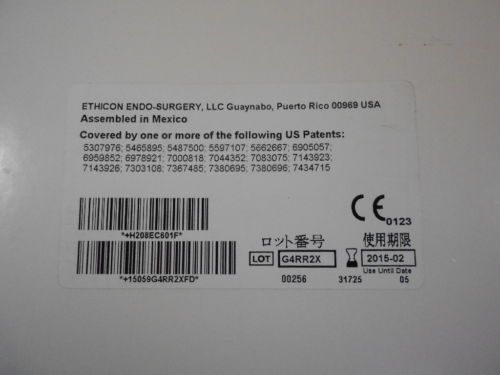 ETHICON ENDO-SURGERY, LLC Guaynabo, Puerto Rico 00969 USA
Assembled in Mexico
Covered by one or more of the following US Patents:
5307976; 5465895; 5487500; 5597107; 5662667; 6905057;
6959852; 6978921; 7000818; 7044352; 7083075; 7143923;
7143926; 7303108; 7367485; 7380695; 7380696; 7434715
CE 0123
*+H208EC601F*
ロット番号 使用期限
LOT G4RR2X 2015-02
Use Until Date
*+15059G4RR2XFD* 00256 31725 05